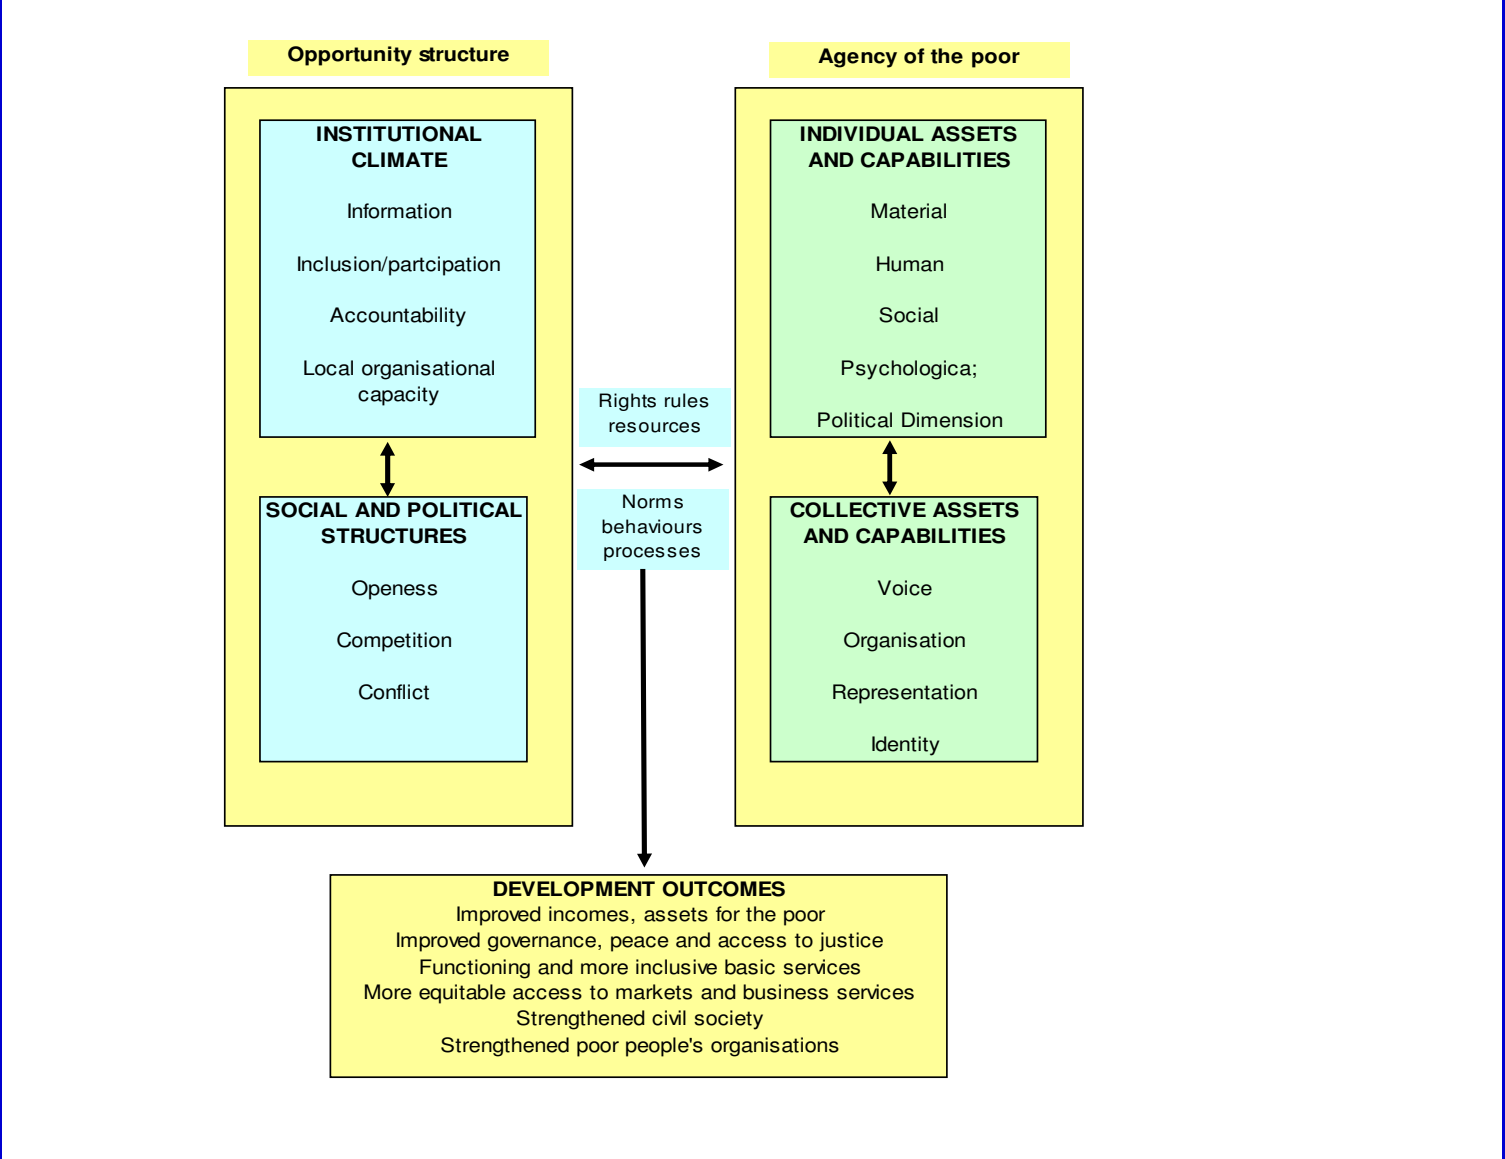 Opportunity structure
Agency of the poor
INSTITUTIONAL
CLIMATE
Information
Inclusion/partcipation
Accountability
Local organisational
capacity
SOCIAL AND POLITICAL
STRUCTURES
Openess
Competition
Conflict
Rights rules
resources
Norms
behaviours
processes
INDIVIDUAL ASSETS
AND CAPABILITIES
Material
Human
Social
Psychologica;
Political Dimension
COLLECTIVE ASSETS
AND CAPABILITIES
Voice
Organisation
Representation
Identity
DEVELOPMENT OUTCOMES
Improved incomes, assets for the poor
Improved governance, peace and access to justice
Functioning and more inclusive basic services
More equitable access to markets and business services
Strengthened civil society
Strengthened poor people's organisations